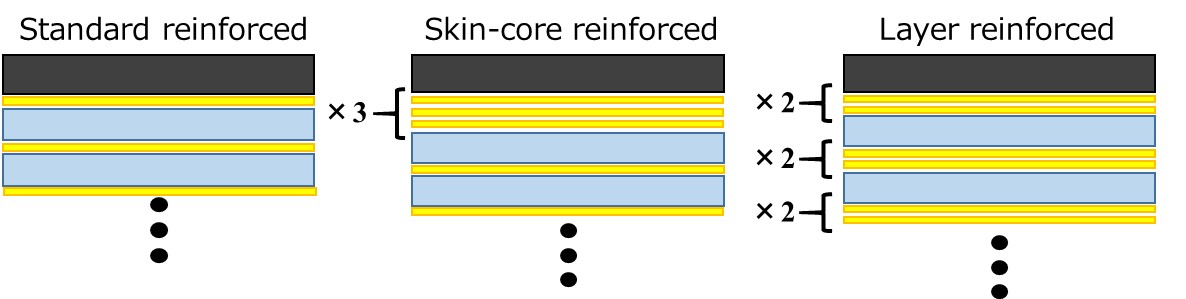 Standard reinforced
Skin-core reinforced
Layer reinforced
× 3
× 2
× 2
× 2